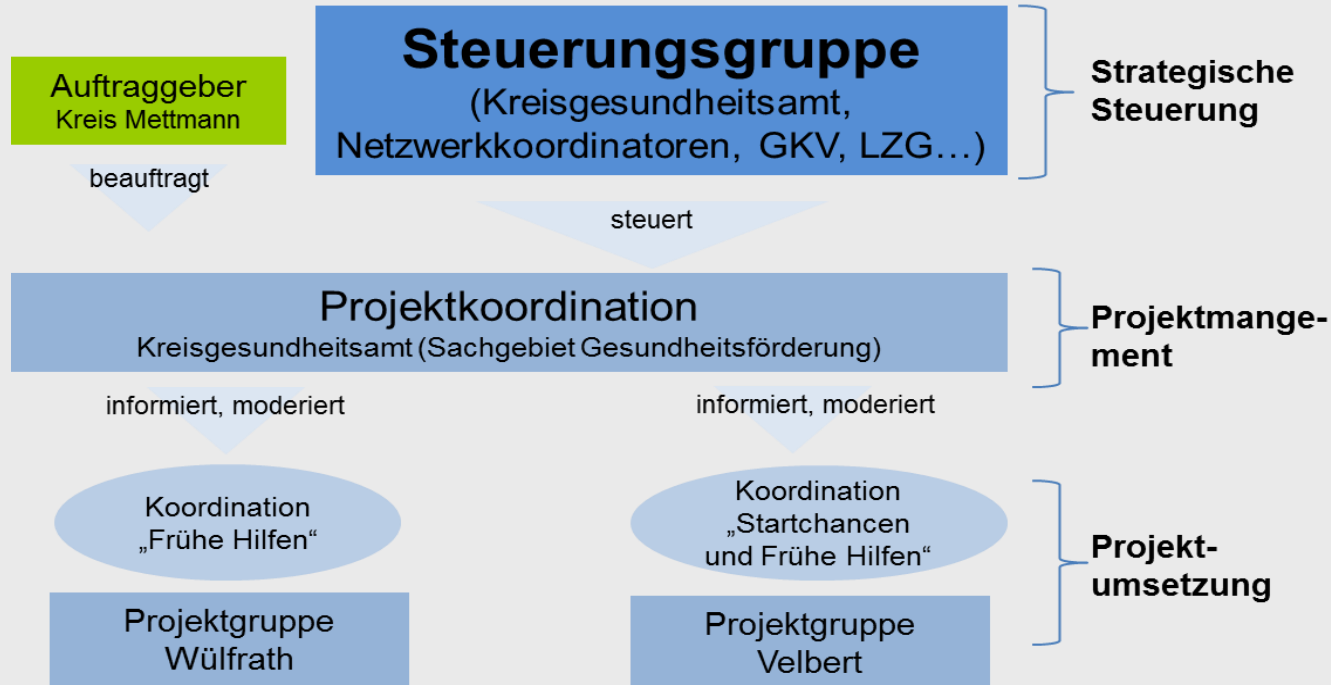 Steuerungsgruppe
(Kreisgesundheitsamt,
Netzwerkkoordinatoren, GKV, LZG…)
Strategische
Steuerung
Auftraggeber
Kreis Mettmann
beauftragt
steuert
Projektkoordination
Kreisgesundheitsamt (Sachgebiet Gesundheitsförderung)
Projektmange-
ment
informiert, moderiert
informiert, moderiert
Koordination
„Frühe Hilfen“
Koordination
„Startchancen
und Frühe Hilfen“
Projekt-
umsetzung
Projektgruppe
Wülfrath
Projektgruppe
Velbert